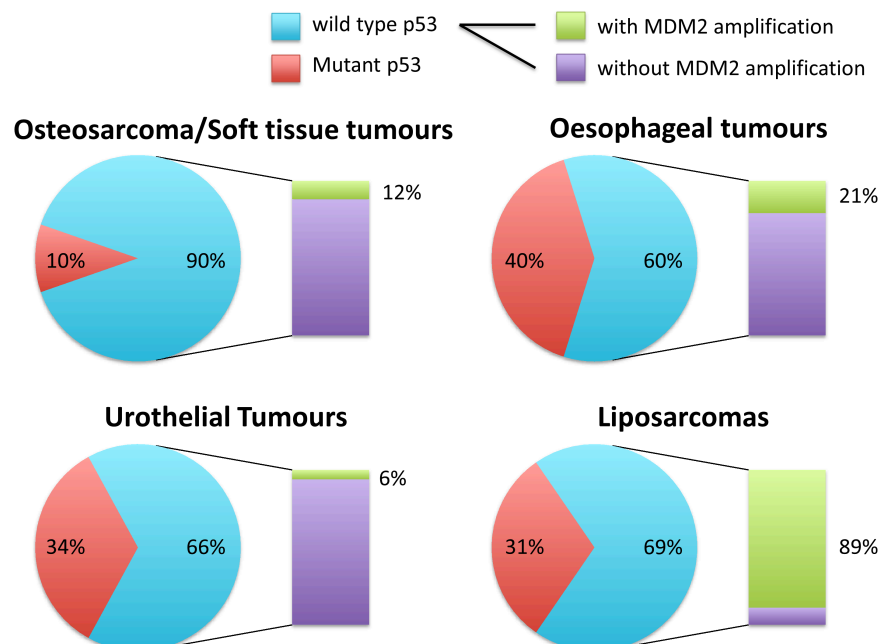 wild type p53
with MDM2 amplification
Mutant p53
without MDM2 amplification
Osteosarcoma/Soft tissue tumours
Oesophageal tumours
12%
21%
10%
90%
40%
60%
Urothelial Tumours
Liposarcomas
6%
34%
66%
31%
69%
89%